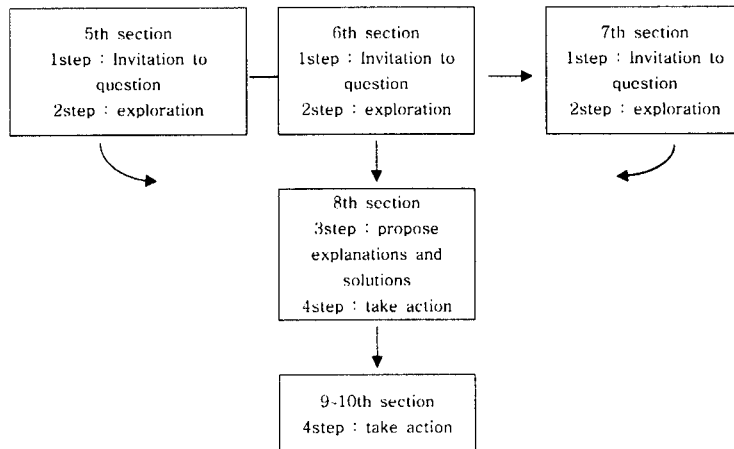 5th section
1step : Invitation to
question
2step : exploration
6th section
1step : Invitation to
question
2step : exploration
7th section
1step : Invitation to
question
2step : exploration
8th section
3step : propose
explanations and
solutions
4step : take action
9~10th section
4step : take action